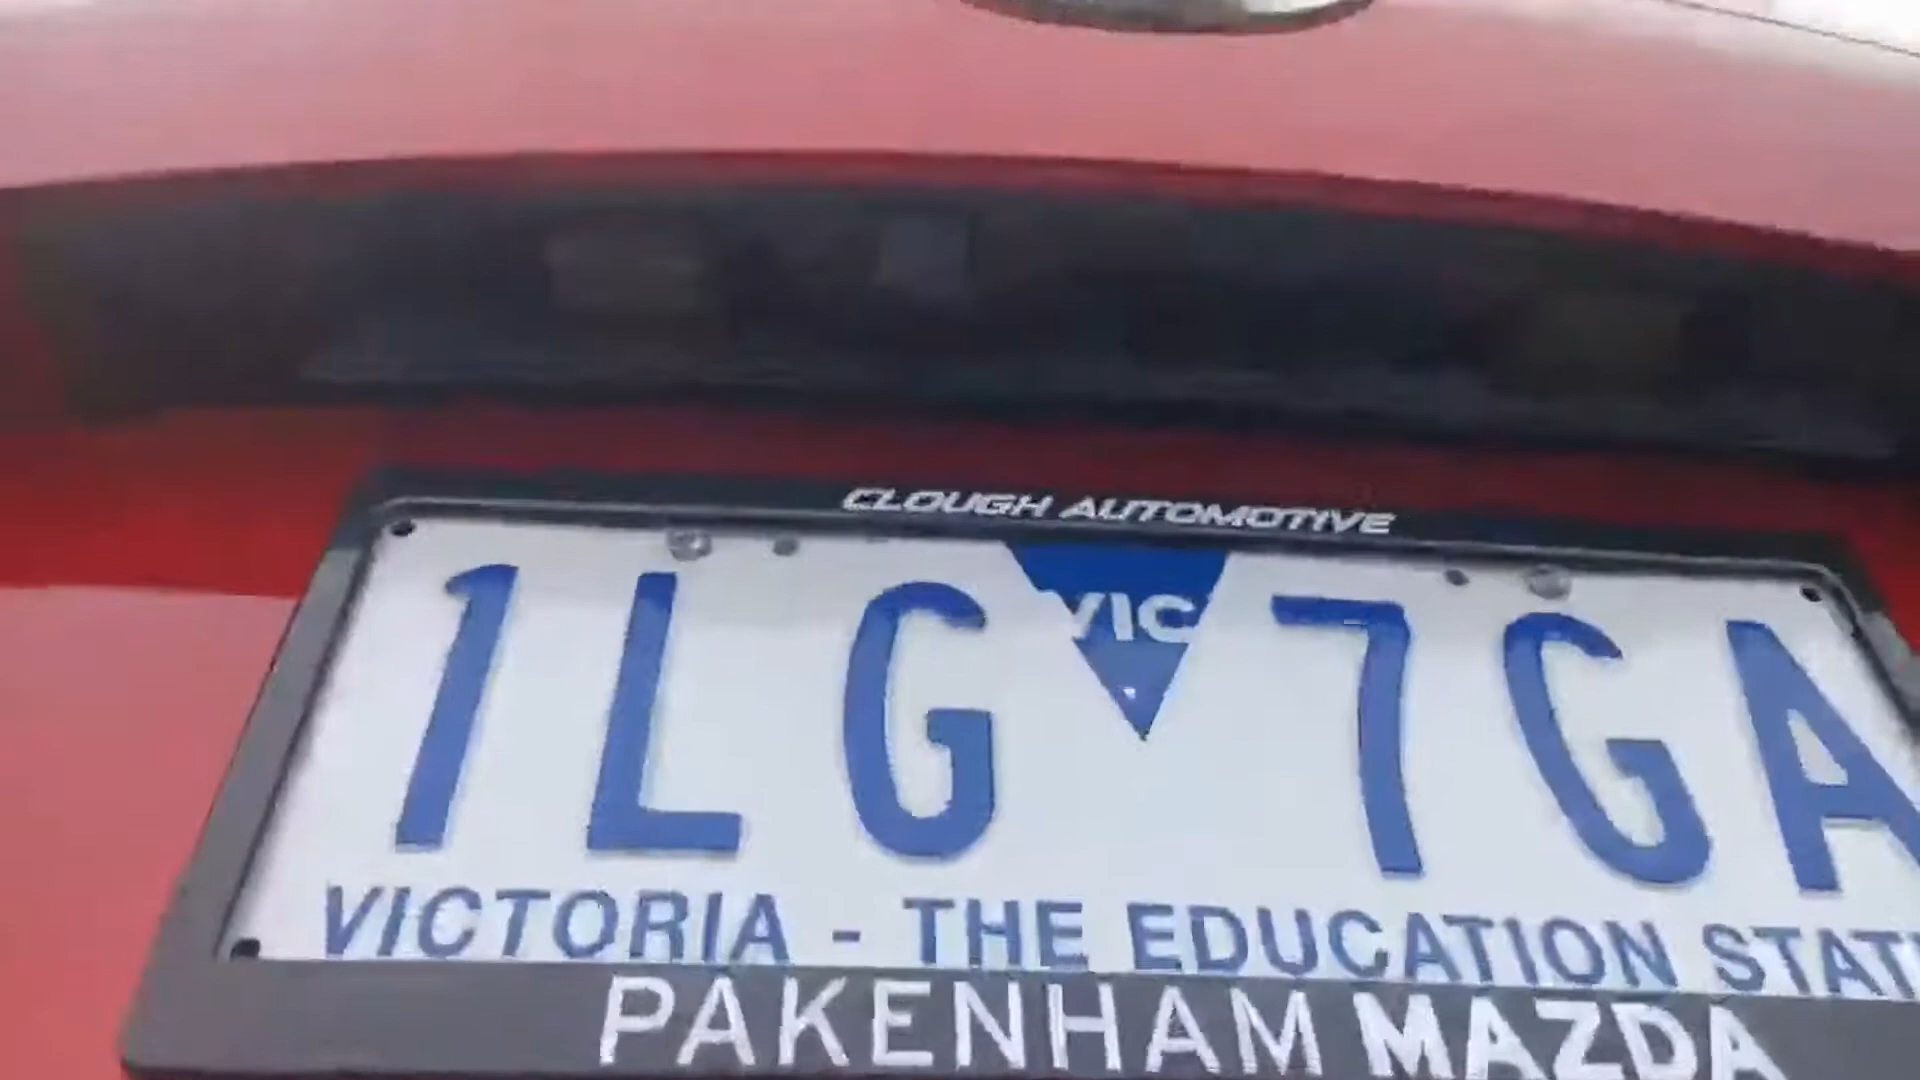 CLOUGH AUTOMOTIVE
VIC
1LG 7GA
VICTORIA - THE EDUCATION STAT
PAKENHAM MAZDA